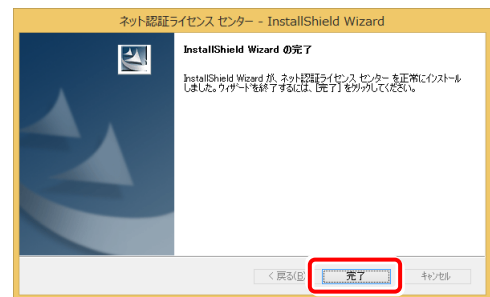 ネット認証ライセンス センター - InstallShield Wizard
InstallShield Wizard の完了
InstallShield Wizard が、ネット認証ライセンス センター を正常にインストール
しました。ウィザードを終了するには、[完了] をクリックしてください。
< 戻る(B)
完了
キャンセル